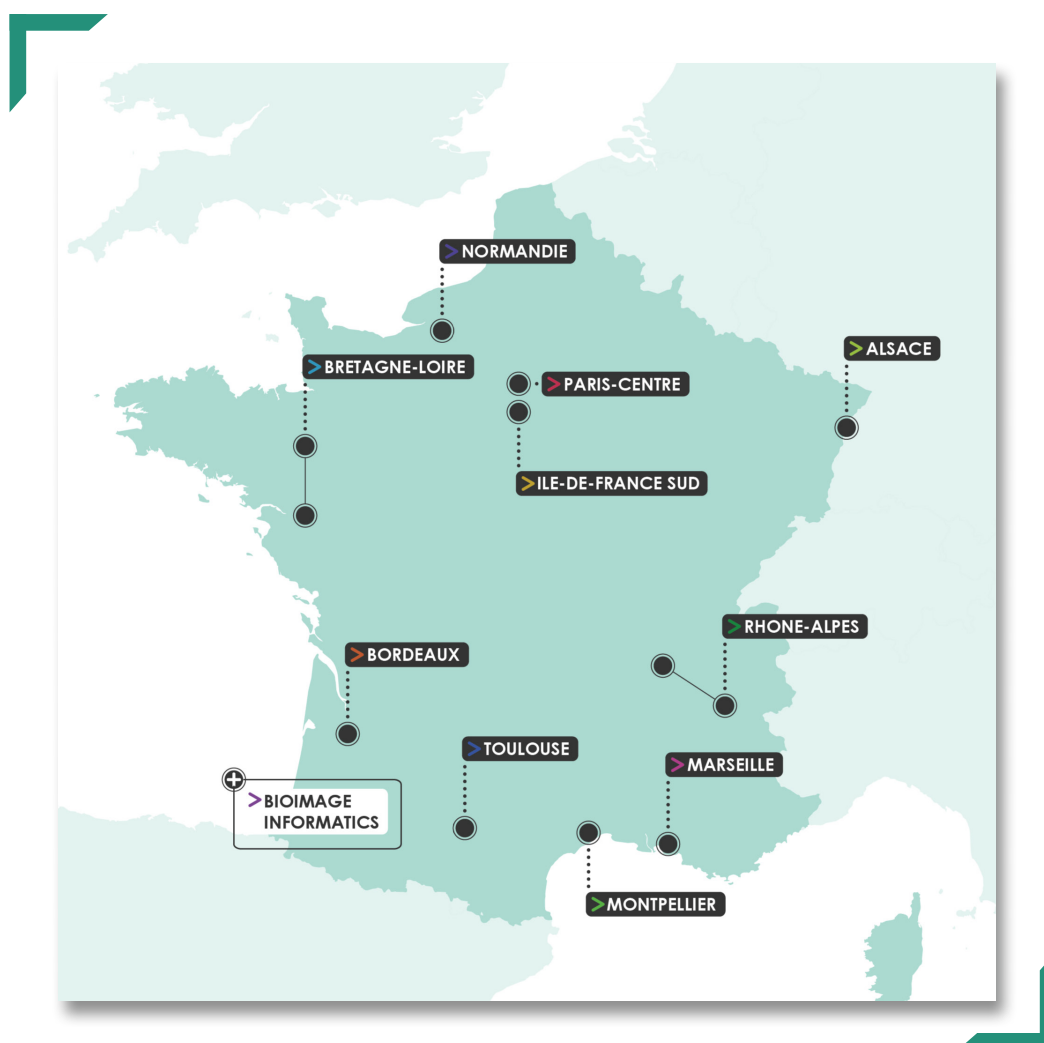 > NORMANDIE
> ALSACE
> BRETAGNE-LOIRE
> PARIS-CENTRE
> ILE-DE-FRANCE SUD
> RHONE-ALPES
> BORDEAUX
> TOULOUSE
> MARSEILLE
> BIOIMAGE
INFORMATICS
> MONTPELLIER